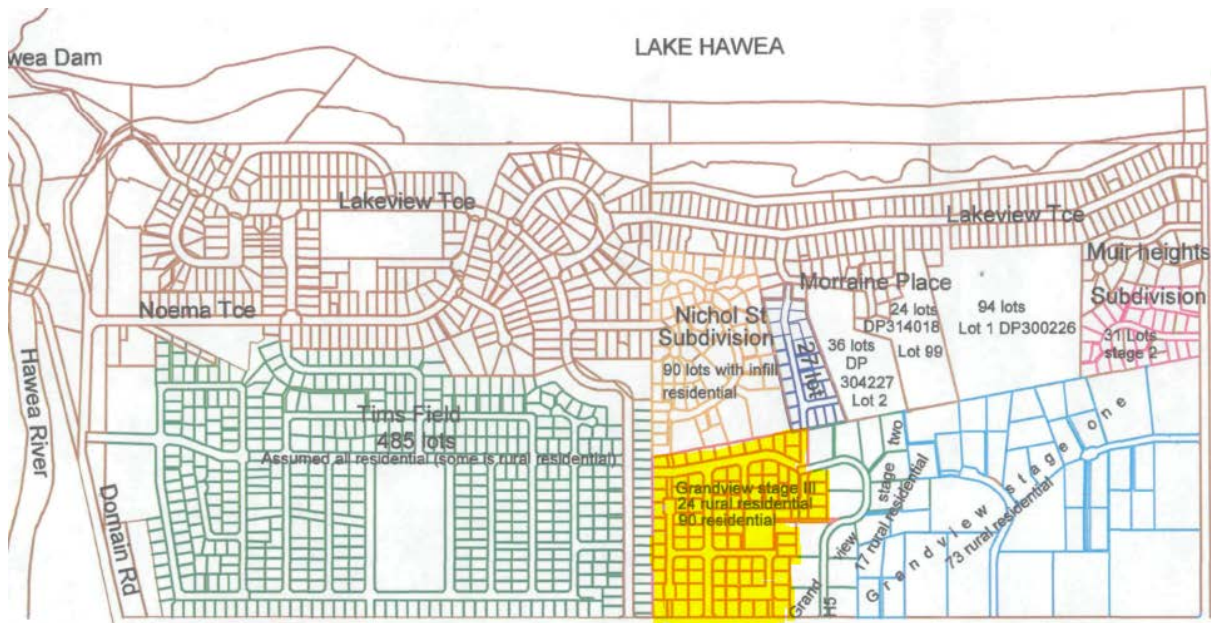 LAKE HAWEA
wea Dam
Lakeview Tce
Lakeview Tce
Muir heights
Subdivision
31 Lots
stage 2
Noema Tce
Nichol St
Subdivision
90 lots with infill
residential
27 lot
Morraine Place
24 lots
DP314018
Lot 99
36 lots
DP
304227
Lot 2
94 lots
Lot 1 DP300226
Hawea River
Domain Rd
Tims Field
485 lots
Assumed all residential (some is rural residential)
Grandview stage III
24 rural residential
90 residential
Grand view stage two
17 rural residential
H5
Grandview stage one
73 rural residential